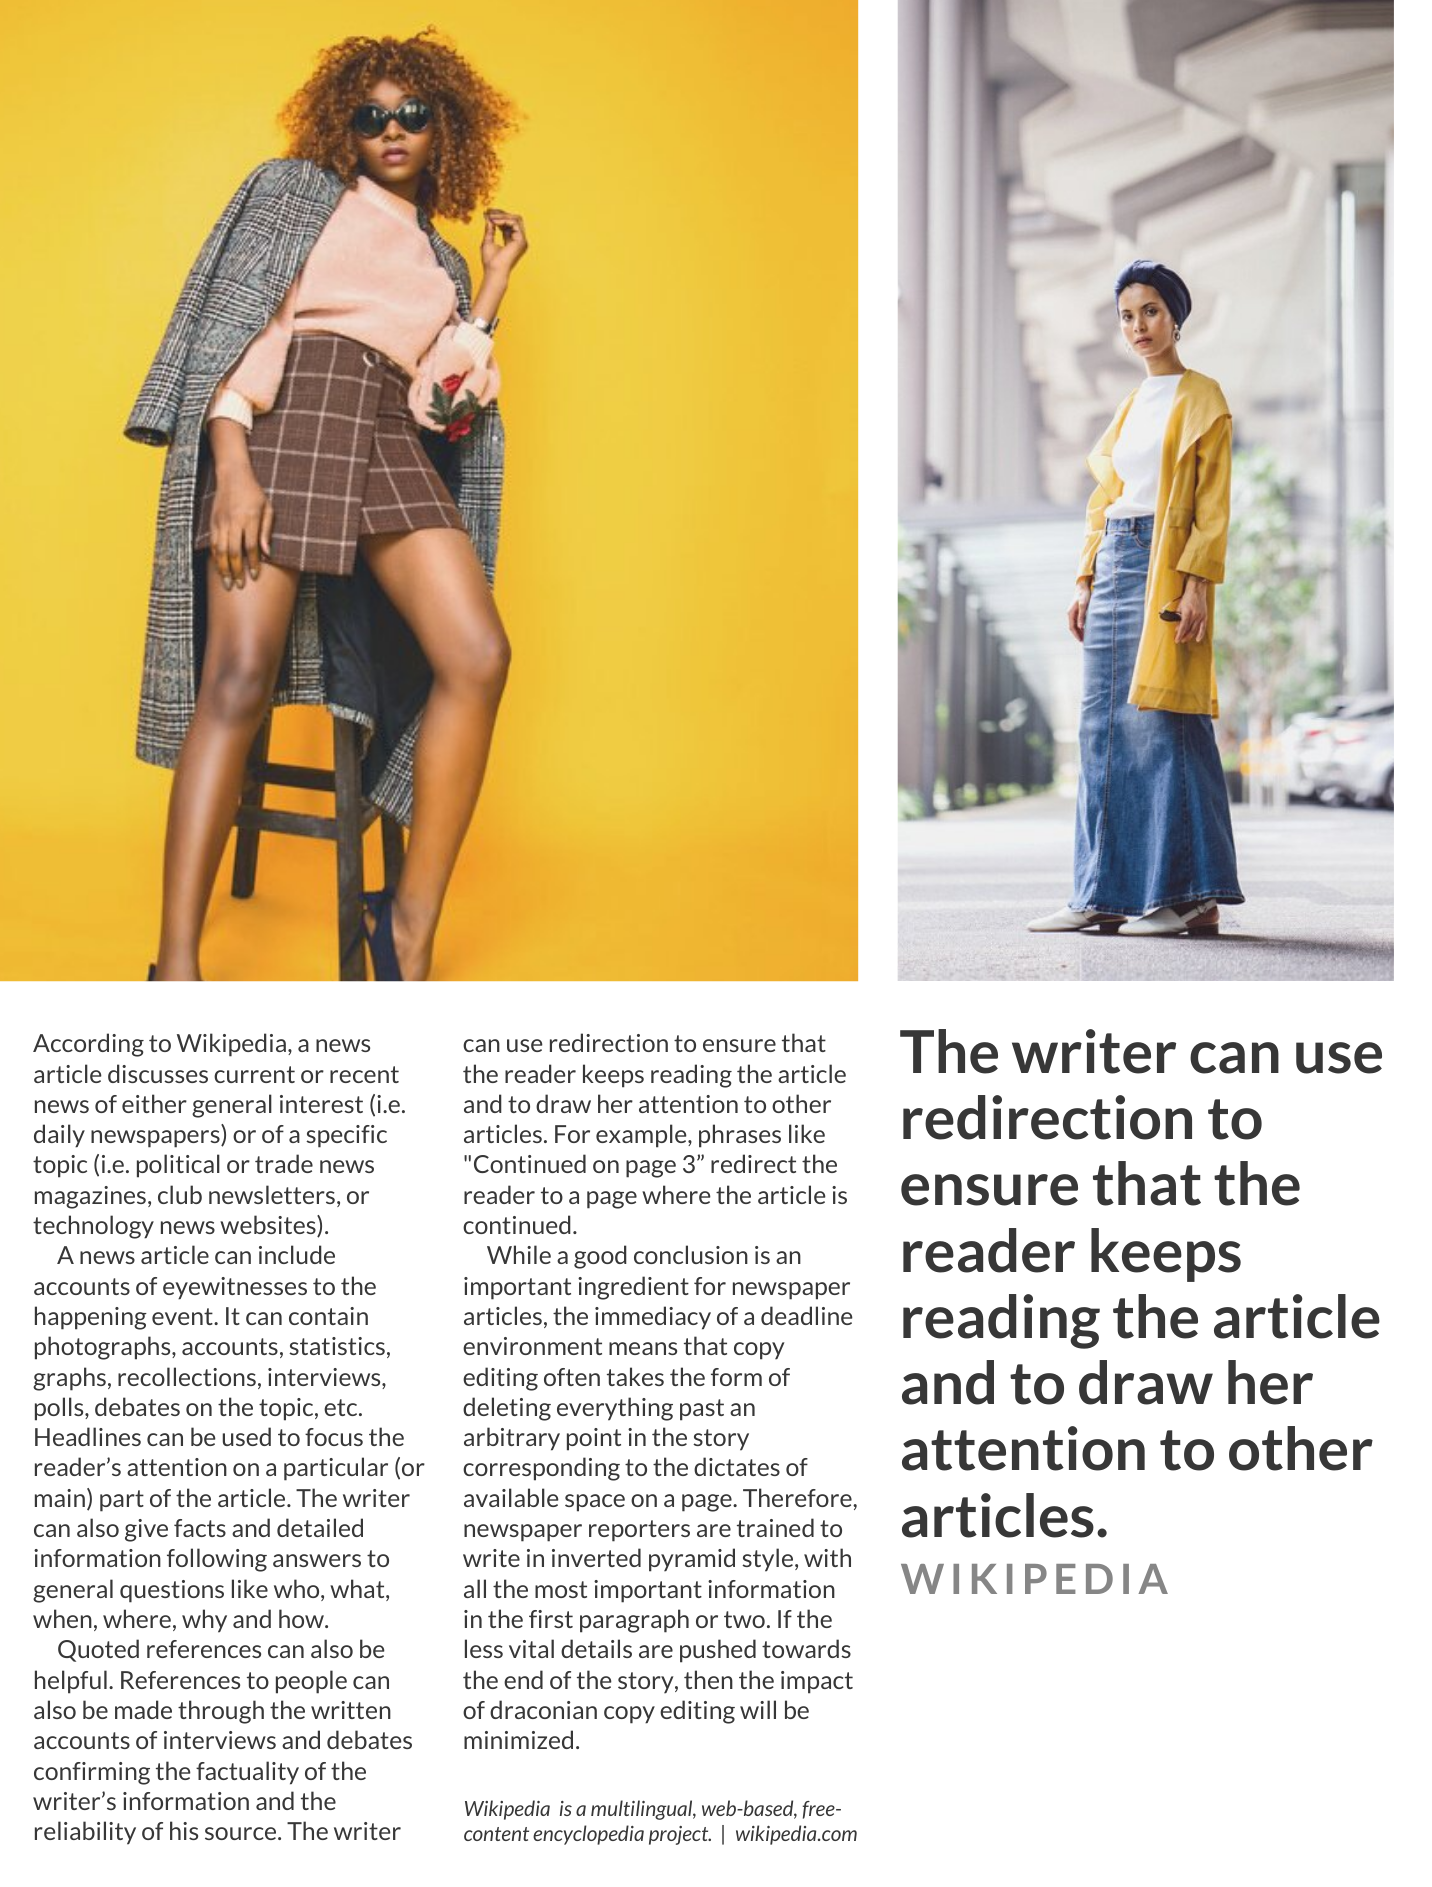 According to Wikipedia, a news
article discusses current or recent
news of either general interest (i.e.
daily newspapers) or of a specific
topic (i.e. political or trade news
magazines, club newsletters, or
technology news websites).
A news article can include
accounts of eyewitnesses to the
happening event. It can contain
photographs, accounts, statistics,
graphs, recollections, interviews,
polls, debates on the topic, etc.
Headlines can be used to focus the
reader’s attention on a particular (or
main) part of the article. The writer
can also give facts and detailed
information following answers to
general questions like who, what,
when, where, why and how.
Quoted references can also be
helpful. References to people can
also be made through the written
accounts of interviews and debates
confirming the factuality of the
writer’s information and the
reliability of his source. The writer
can use redirection to ensure that
the reader keeps reading the article
and to draw her attention to other
articles. For example, phrases like
"Continued on page 3” redirect the
reader to a page where the article is
continued.
While a good conclusion is an
important ingredient for newspaper
articles, the immediacy of a deadline
environment means that copy
editing often takes the form of
deleting everything past an
arbitrary point in the story
corresponding to the dictates of
available space on a page. Therefore,
newspaper reporters are trained to
write in inverted pyramid style, with
all the most important information
in the first paragraph or two. If the
less vital details are pushed towards
the end of the story, then the impact
of draconian copy editing will be
minimized.
Wikipedia  is a multilingual, web-based, free-
content encyclopedia project. | wikipedia.com
The writer can use
redirection to
ensure that the
reader keeps
reading the article
and to draw her
attention to other
articles.
WIKIPEDIA